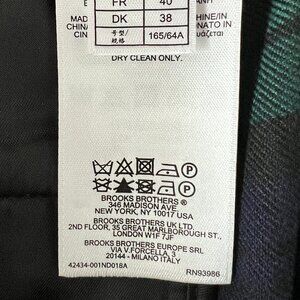 FR 40
MAD HINE/IN
DK 38
CHIN NATO IN
CIN
号型/规格 165/64A
DRY CLEAN ONLY.
BROOKS BROTHERS ®
346 MADISON AVE
NEW YORK, NY 10017 USA
BROOKS BROTHERS UK LTD.
2ND FLOOR, 35 GREAT MARLBOROUGH ST.,
LONDON W1F 7JF
BROOKS BROTHERS EUROPE SRL
VIA V.FORCELLA, 3
20144 - MILANO ITALY
42434-001ND018A RN93986